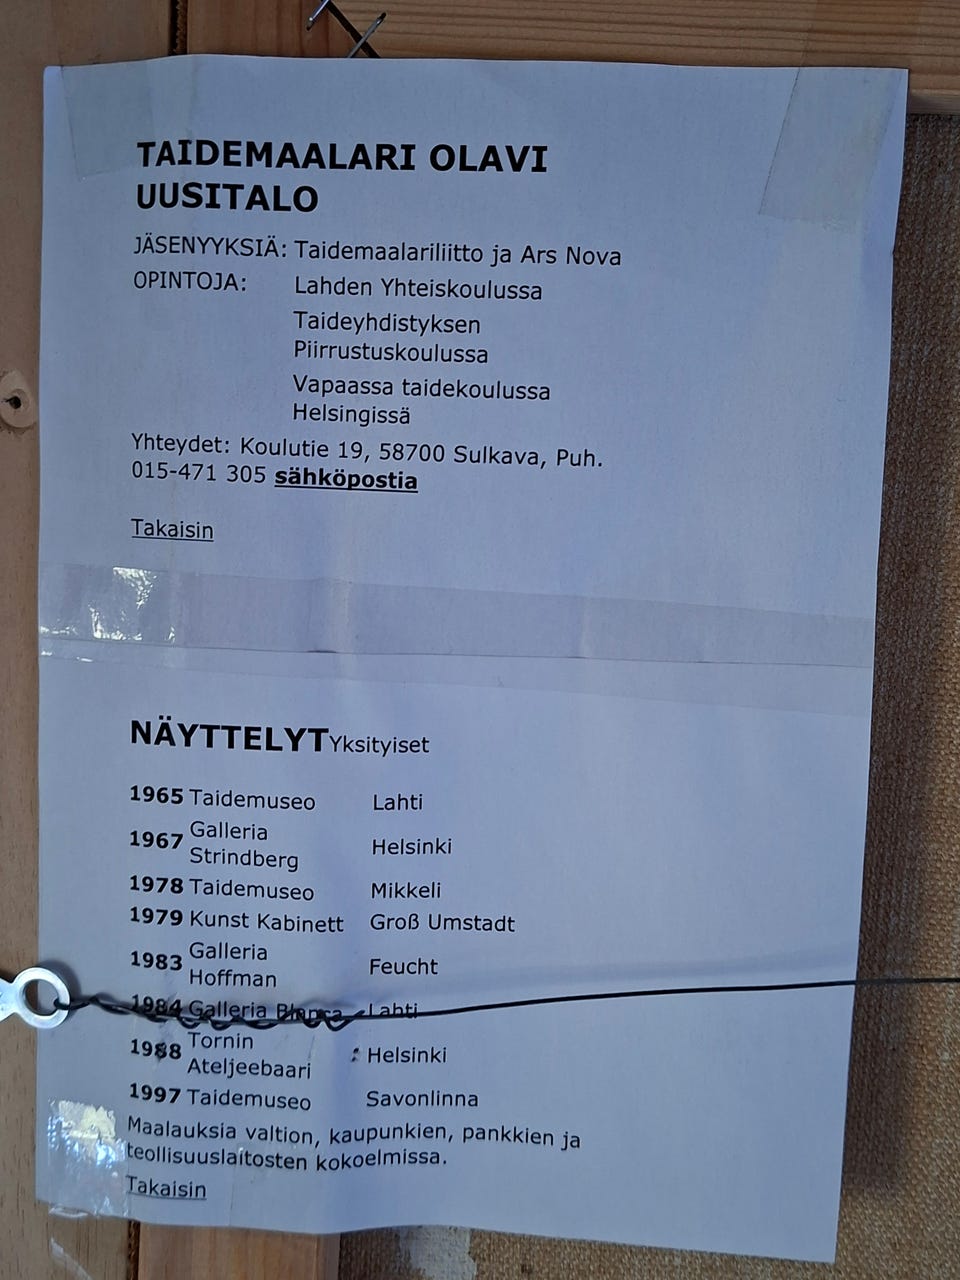 TAIDEMAALARI OLAVI
UUSITALO
JÄSENYYKSIÄ: Taidemaalariliitto ja Ars Nova
OPINTOJA: Lahden Yhteiskoulussa
Taideyhdistyksen
Piirrustuskoulussa
Vapaassa taidekoulussa
Helsingissä
Yhteydet: Koulutie 19, 58700 Sulkava, Puh.
015-471 305 sähköpostia
Takaisin
NÄYTTELYT Yksityiset
1965 Taidemuseo Lahti
1967 Galleria Strindberg Helsinki
1978 Taidemuseo Mikkeli
1979 Kunst Kabinett Groß Umstadt
1983 Galleria Hoffman Feucht
1984 Galleria Blanca Lahti
1988 Tornin Ateljeebaari Helsinki
1997 Taidemuseo Savonlinna
Maalauksia valtion, kaupunkien, pankkien ja
teollisuuslaitosten kokoelmissa.
Takaisin